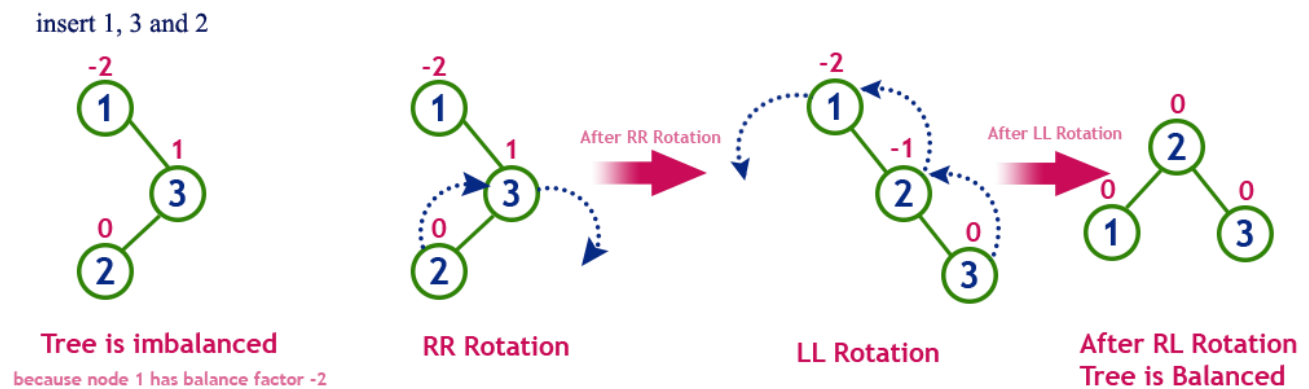 insert 1, 3 and 2
-2
1
1
3
0
2
Tree is imbalanced
because node 1 has balance factor -2
-2
1
1
3
0
2
RR Rotation
After RR Rotation
-2
1
-1
2
0
3
LL Rotation
After LL Rotation
0
2
0
1
0
3
After RL Rotation
Tree is Balanced